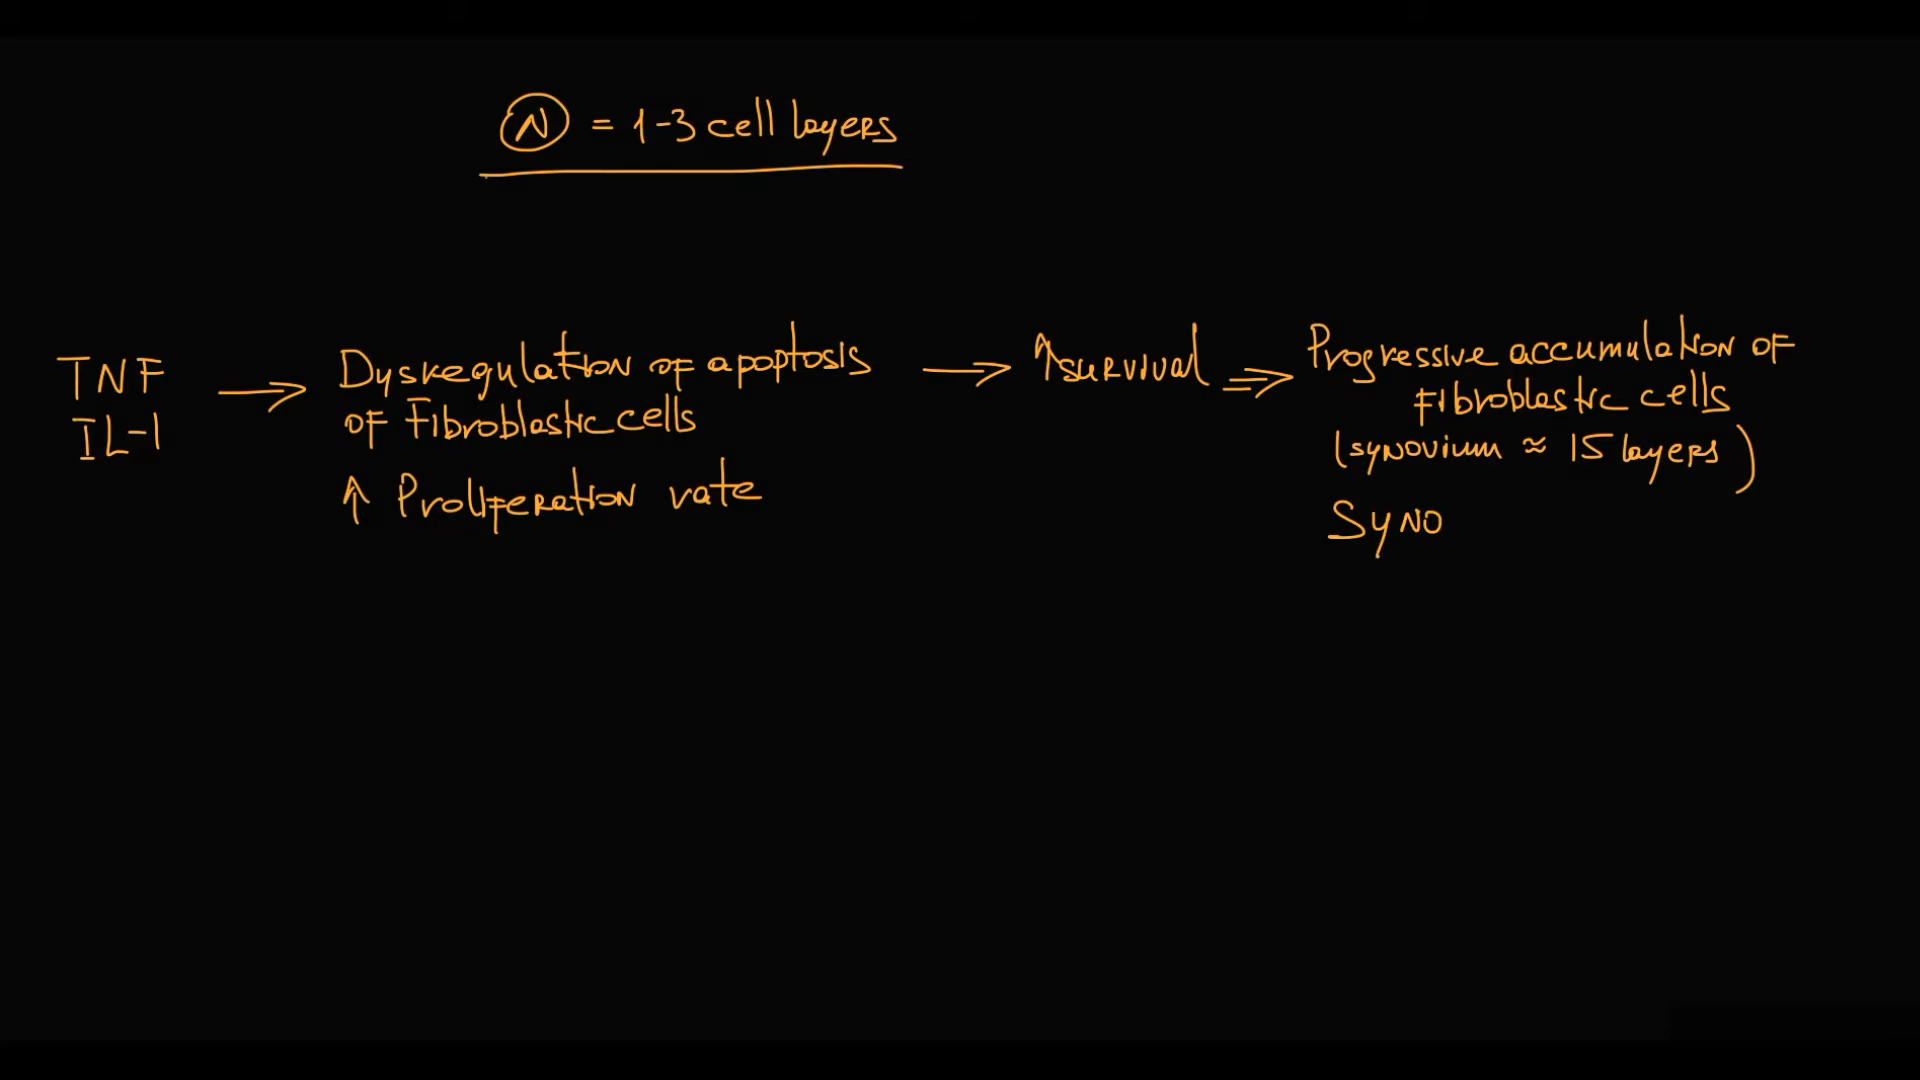 N = 1-3 cell layers
TNF → Dysregulation of apoptosis → ↑survival ⇒ Progressive accumulation of
IL-1 of Fibroblastic cells fibroblastic cells
(synovium ≈ 15 layers)
↑ Proliferation rate
Syno